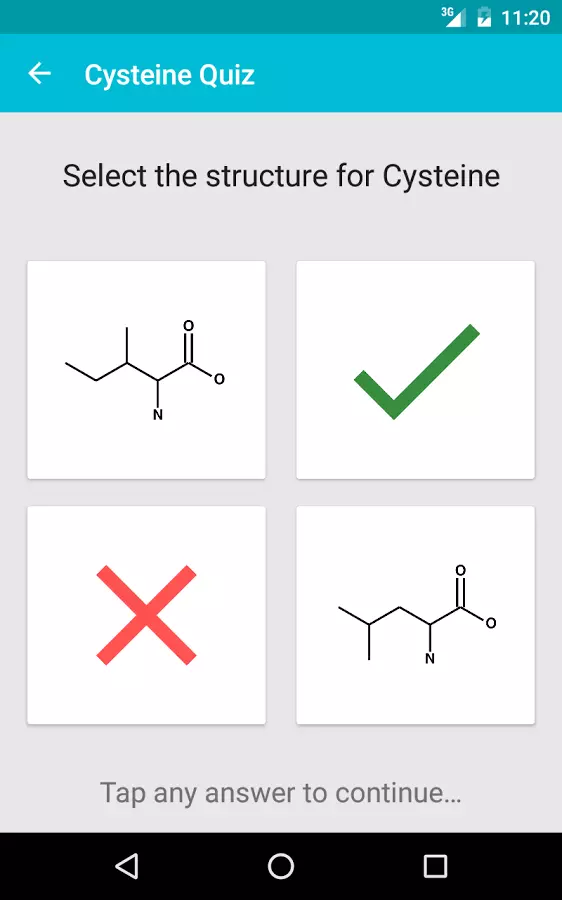 3G 11:20
Cysteine Quiz
Select the structure for Cysteine
O
O
N
O
O
N
Tap any answer to continue...